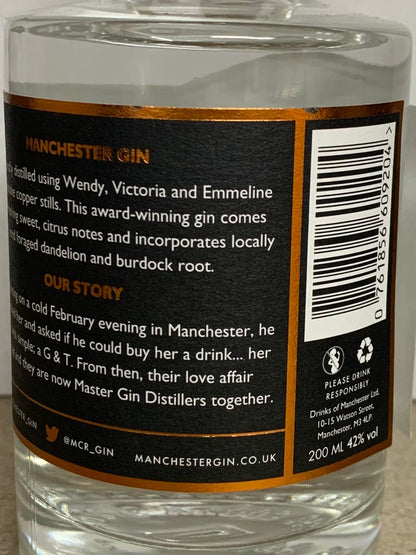 MANCHESTER GIN
distilled using Wendy, Victoria and Emmeline
copper stills. This award-winning gin comes
sweet, citrus notes and incorporates locally
foraged dandelion and burdock root.
OUR STORY
on a cold February evening in Manchester, he
her and asked if he could buy her a drink... her
simple; a G & T. From then, their love affair
and they are now Master Gin Distillers together.
@MCR_GIN
MANCHESTERGIN.CO.UK
0 761856 609204 >
PLEASE DRINK
RESPONSIBLY
Drinks of Manchester Ltd,
10-15 Watson Street,
Manchester, M3 4LP.
200 ML 42% vol